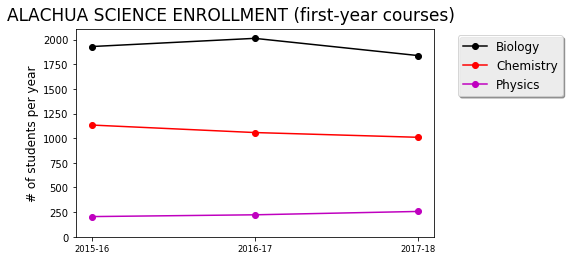 ALACHUA SCIENCE ENROLLMENT (first-year courses)
# of students per year
2000
1750
1500
1250
1000
750
500
250
0
2015-16
2016-17
2017-18
Biology
Chemistry
Physics